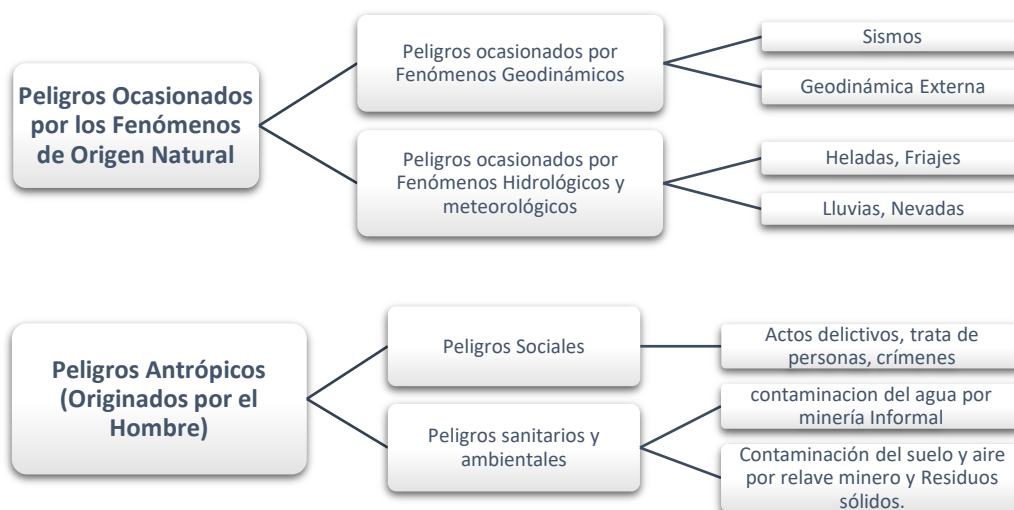 Peligros Ocasionados
por los Fenómenos
de Origen Natural
Peligros ocasionados por
Fenómenos Geodinámicos
Sismos
Geodinámica Externa
Peligros ocasionados por
Fenómenos Hidrológicos y
meteorológicos
Heladas, Friajes
Lluvias, Nevadas
Peligros Antrópicos
(Originados por el
Hombre)
Peligros Sociales
Actos delictivos, trata de
personas, crímenes
Peligros sanitarios y
ambientales
contaminacion del agua por
minería Informal
Contaminación del suelo y aire
por relave minero y Residuos
sólidos.